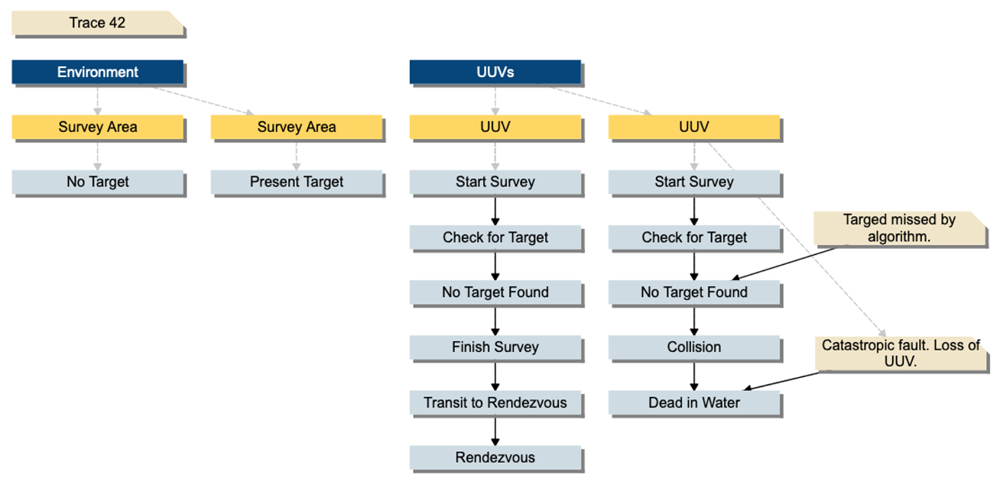 Trace 42
Environment
UUVs
Survey Area
Survey Area
UUV
UUV
No Target
Present Target
Start Survey
Start Survey
Check for Target
Check for Target
Targed missed by
algorithm.
No Target Found
No Target Found
Finish Survey
Collision
Catastropic fault. Loss of
UUV.
Transit to Rendezvous
Dead in Water
Rendezvous